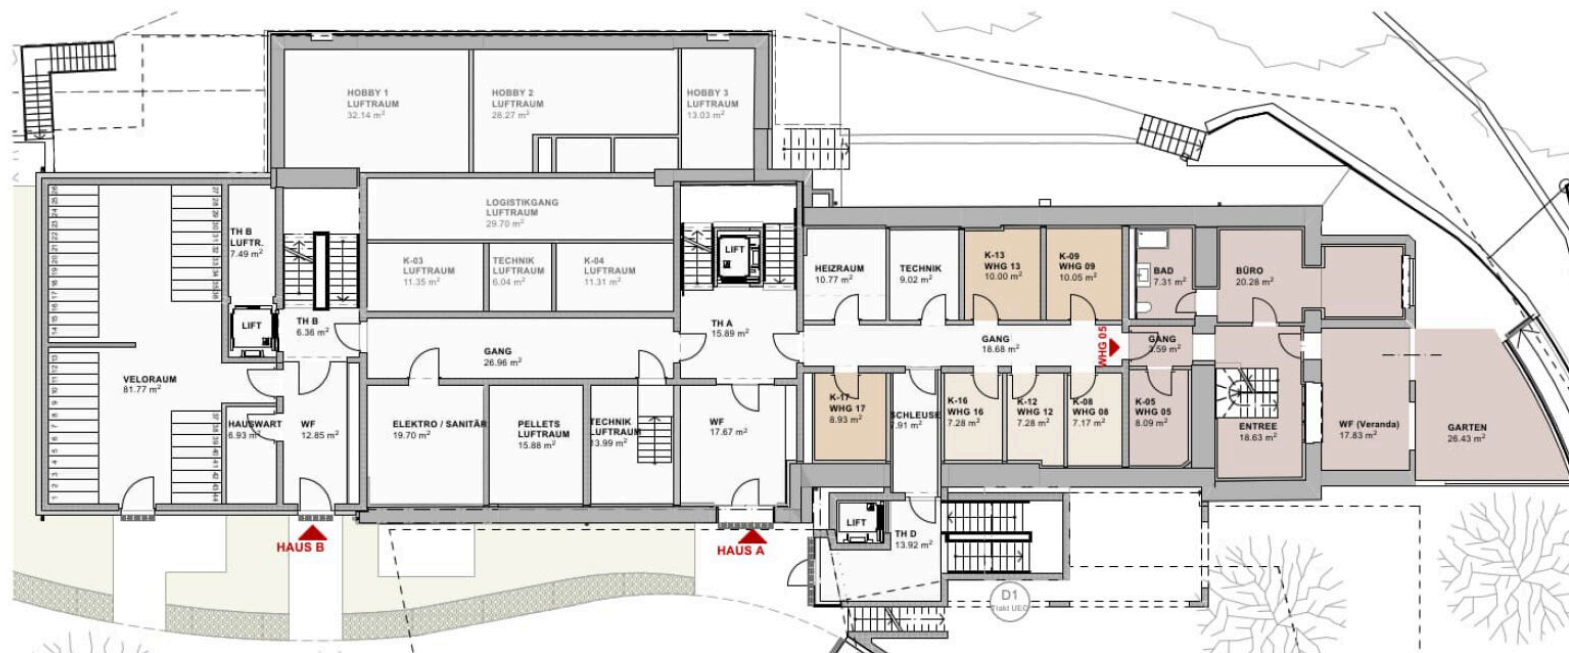 HOBBY 1
LUFTRAUM
32.14 m²
HOBBY 2
LUFTRAUM
28.27 m²
HOBBY 3
LUFTRAUM
13.03 m²
LOGISTIKGANG
LUFTRAUM
29.70 m²
TH B
LUFTR.
7.49 m²
K-03
LUFTRAUM
11.35 m²
TECHNIK
LUFTRAUM
6.04 m²
K-04
LUFTRAUM
11.31 m²
LIFT
HEIZRAUM
10.77 m²
TECHNIK
9.02 m²
K-13
WHG 13
10.00 m²
K-09
WHG 09
10.05 m²
BAD
7.31 m²
BÜRO
20.28 m²
LIFT
TH B
6.36 m²
TH A
15.89 m²
GANG
26.96 m²
GANG
18.68 m²
WHG 05
GANG
3.59 m²
VELORAUM
81.77 m²
HAUSWART
6.93 m²
WF
12.85 m²
ELEKTRO / SANITÄR
19.70 m²
PELLETS
LUFTRAUM
15.88 m²
TECHNIK
LUFTRAUM
13.99 m²
WF
17.67 m²
K-17
WHG 17
8.93 m²
SCHLEUSE
7.91 m²
K-16
WHG 16
7.28 m²
K-12
WHG 12
7.28 m²
K-08
WHG 08
7.17 m²
K-05
WHG 05
8.09 m²
ENTREE
18.63 m²
WF (Veranda)
17.83 m²
GARTEN
26.43 m²
HAUS B
HAUS A
LIFT
TH D
13.92 m²
D1